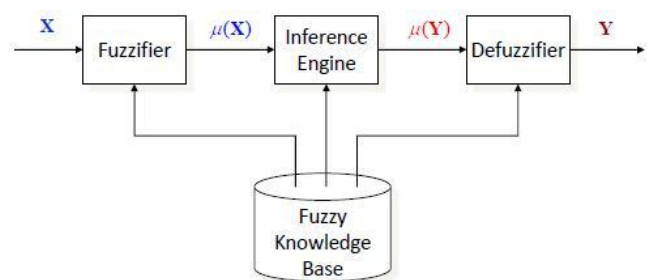 X
Fuzzifier
μ(X)
Inference
Engine
μ(Y)
Defuzzifier
Y
Fuzzy
Knowledge
Base